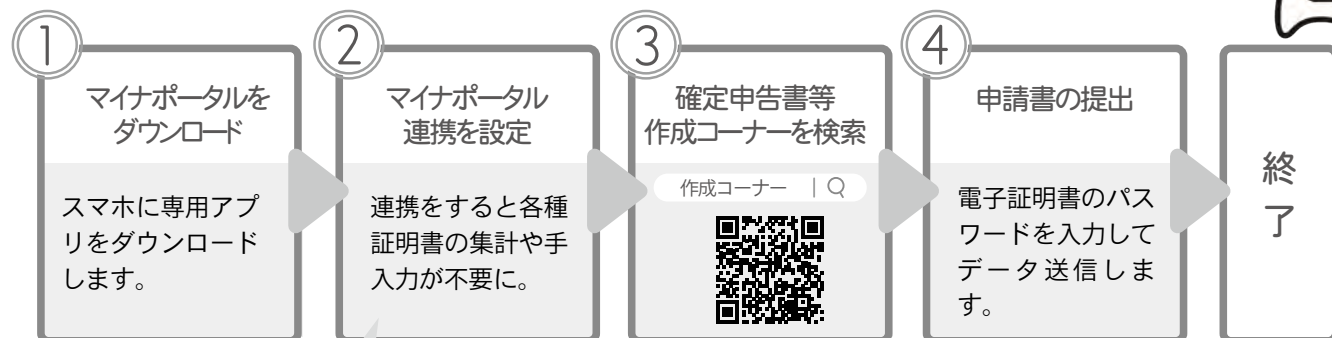 1
マイナポータルを
ダウンロード
スマホに専用アプ
リをダウンロード
します。
2
マイナポータル
連携を設定
連携をすると各種
証明書の集計や手
入力が不要に。
3
確定申告書等
作成コーナーを検索
作成コーナー
4
申請書の提出
電子証明書のパス
ワードを入力して
データ送信しま
す。
終
了